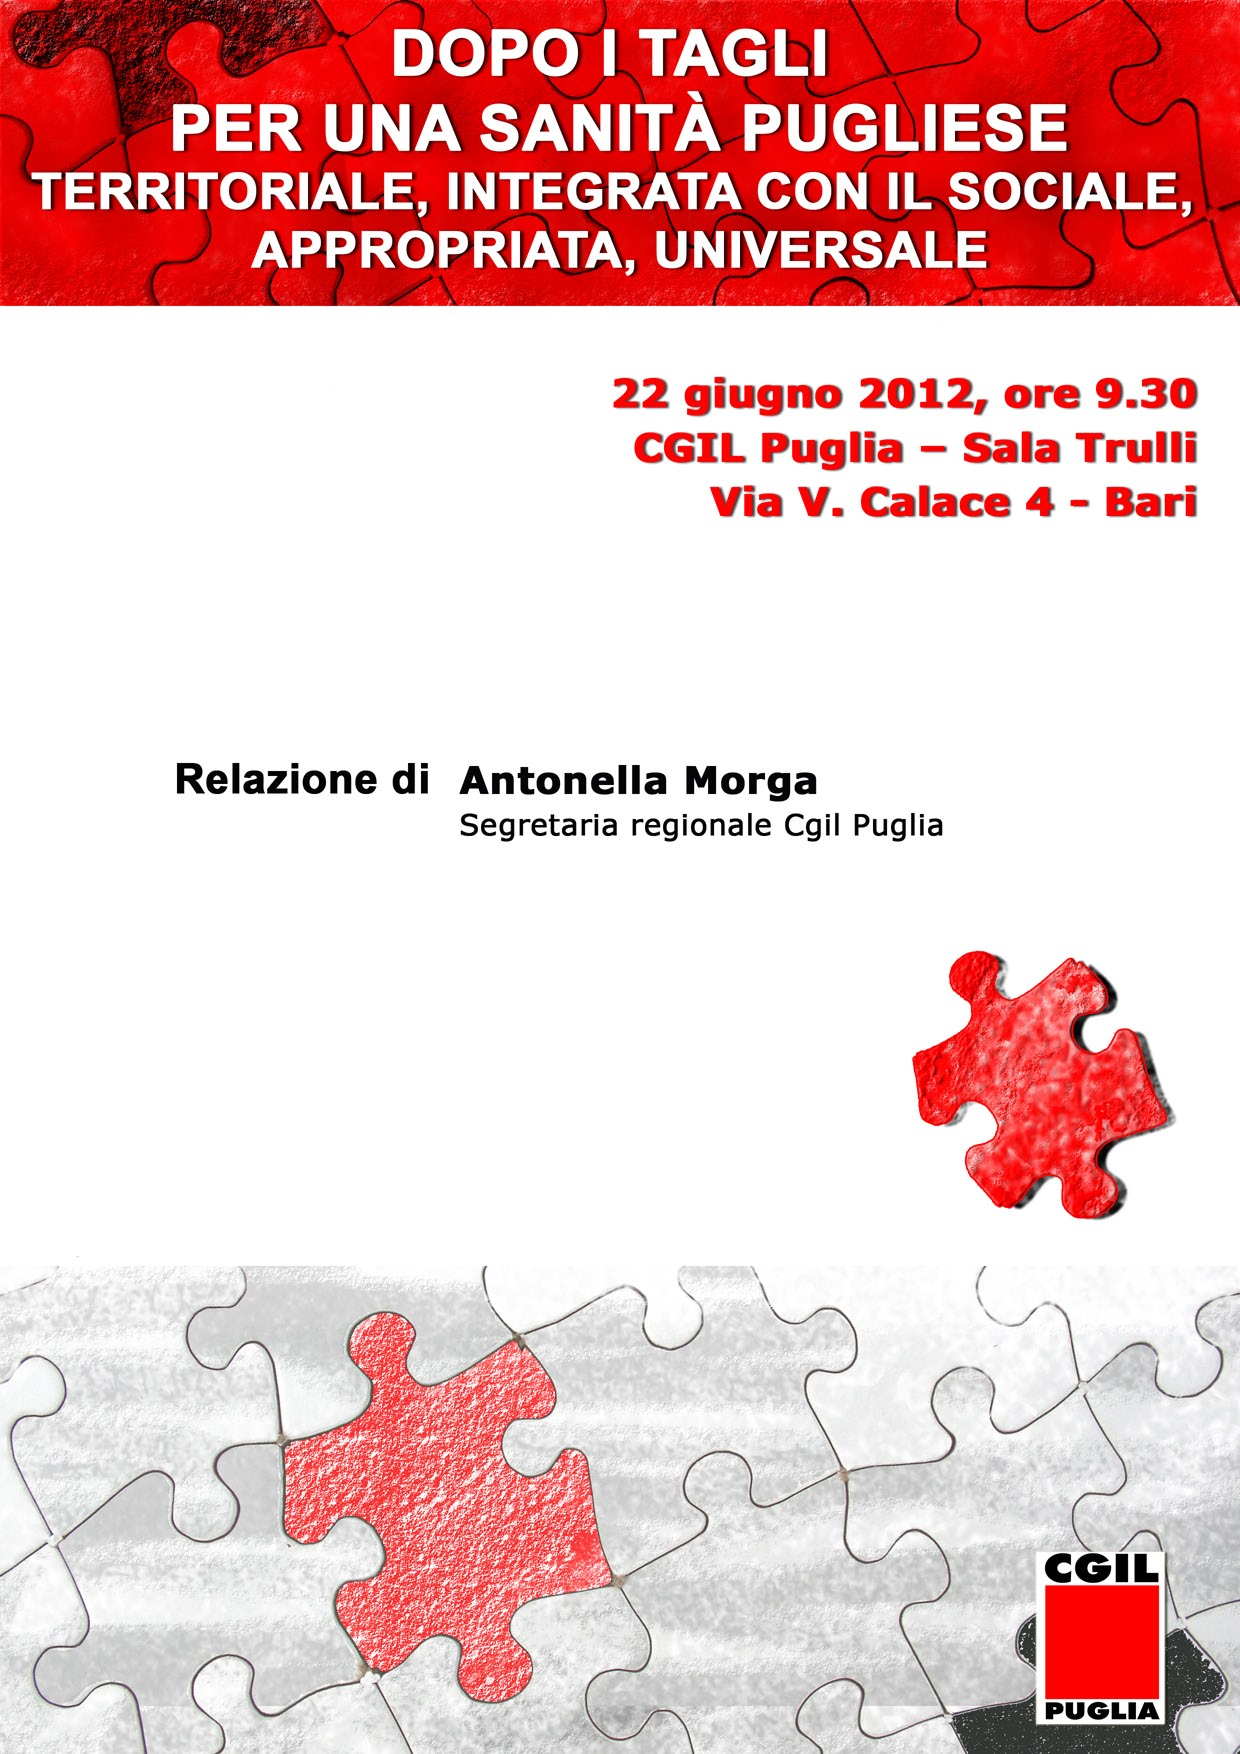 DOPO I TAGLI
PER UNA SANITÀ PUGLIESE
TERRITORIALE, INTEGRATA CON IL SOCIALE,
APPROPRIATA, UNIVERSALE
22 giugno 2012, ore 9.30
CGIL Puglia – Sala Trulli
Via V. Calace 4 - Bari
Relazione di Antonella Morga
Segretaria regionale Cgil Puglia
CGIL
PUGLIA